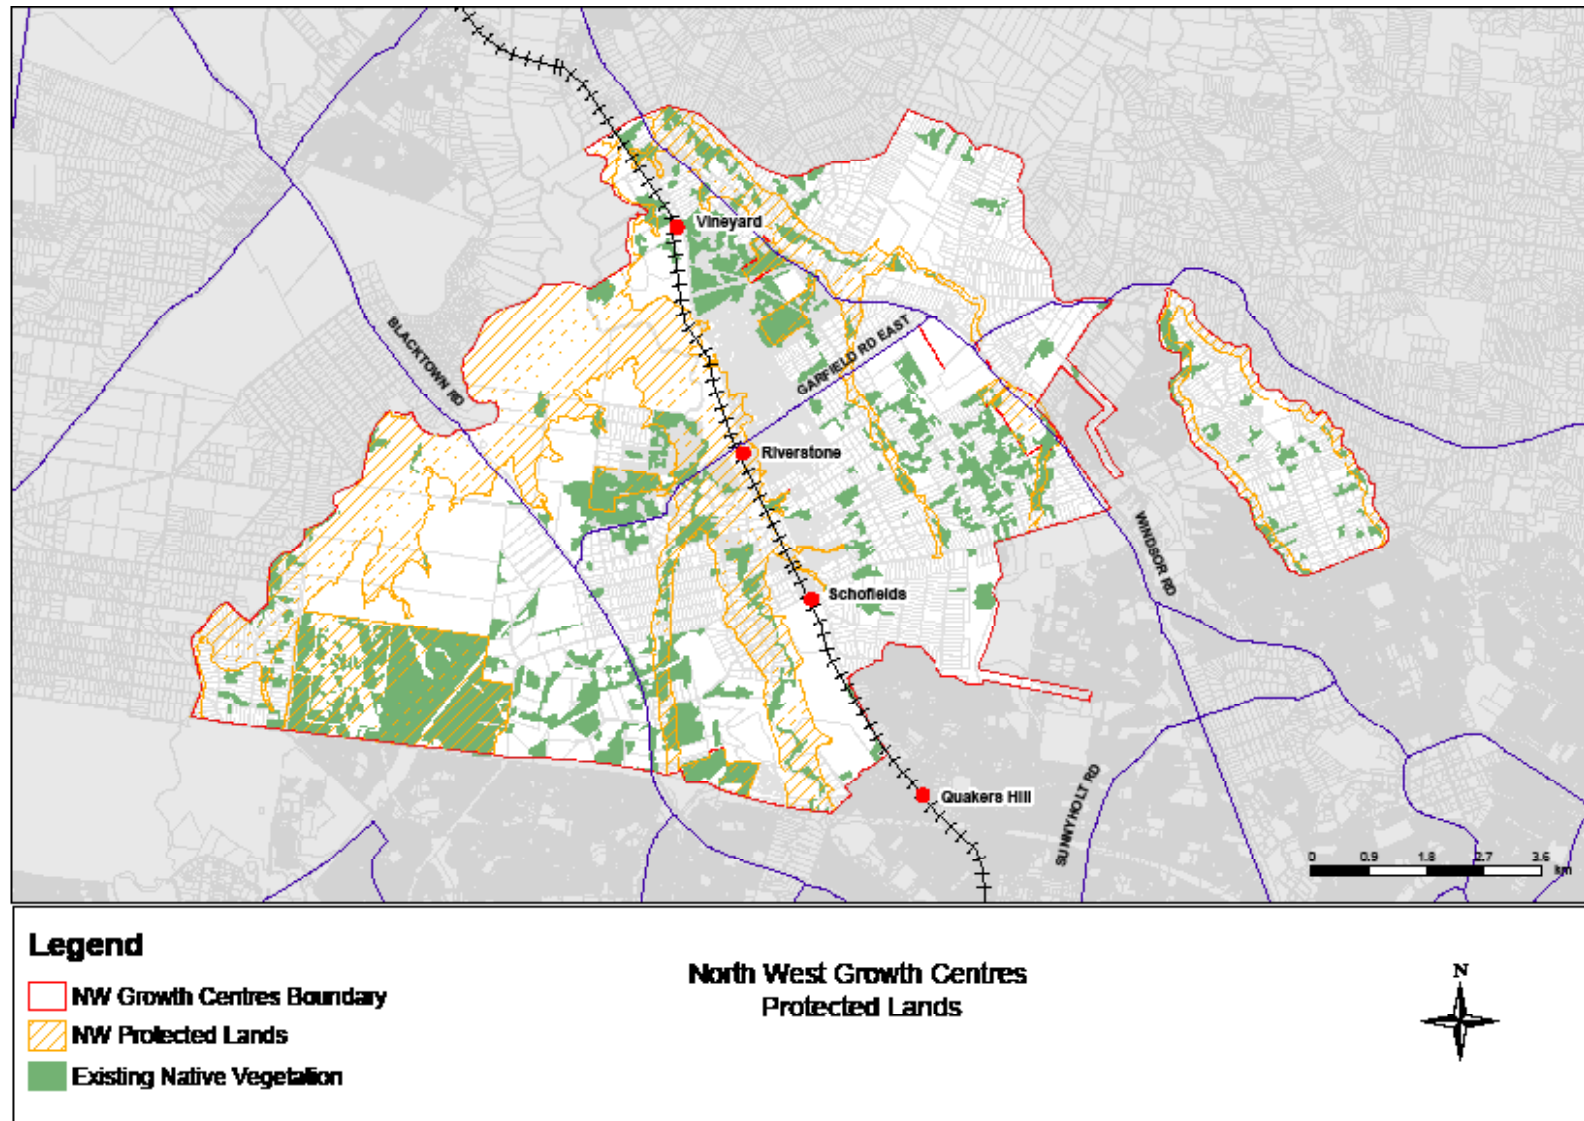 Vineyard
BLACKTOWN RD
GARFIELD RD EAST
Riverstone
WINDSOR RD
Schofields
Quakers Hill
SUNNYHOLT RD
0 0.9 1.8 2.7 3.6
km
Legend
NW Growth Centres Boundary
NW Protected Lands
Existing Native Vegetation
North West Growth Centres
Protected Lands
N